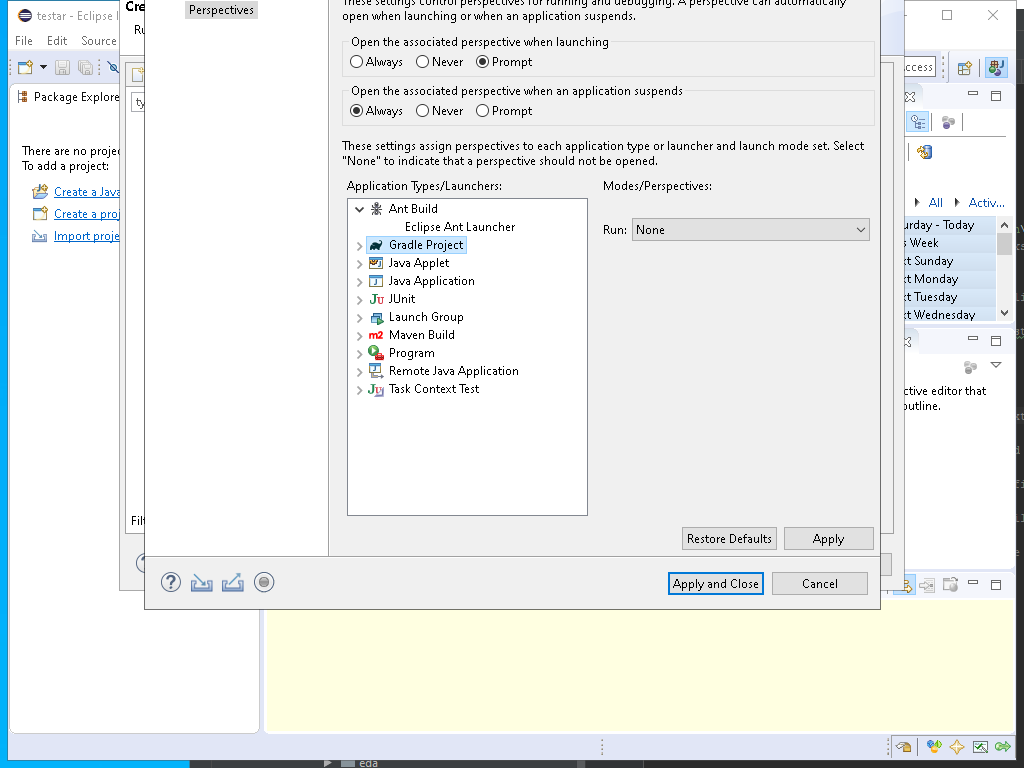 testar - Eclipse I
File Edit Source
Package Explore
There are no projec
To add a project:
Create a Java
Create a proj
Import proje
Cre
Perspectives
These settings control perspectives for running and debugging. A perspective can automatically
open when launching or when an application suspends.
Open the associated perspective when launching
Always Never Prompt
Open the associated perspective when an application suspends
Always Never Prompt
These settings assign perspectives to each application type or launcher and launch mode set. Select
"None" to indicate that a perspective should not be opened.
Application Types/Launchers:
Modes/Perspectives:
Ant Build
Eclipse Ant Launcher
Gradle Project
Java Applet
Java Application
JUnit
Launch Group
Maven Build
Program
Remote Java Application
Task Context Test
Run: None
Restore Defaults
Apply
Apply and Close
Cancel
Filt
ccess
All
Activ...
urday - Today
s Week
xt Sunday
xt Monday
xt Tuesday
xt Wednesday
ctive editor that
outline.
eda